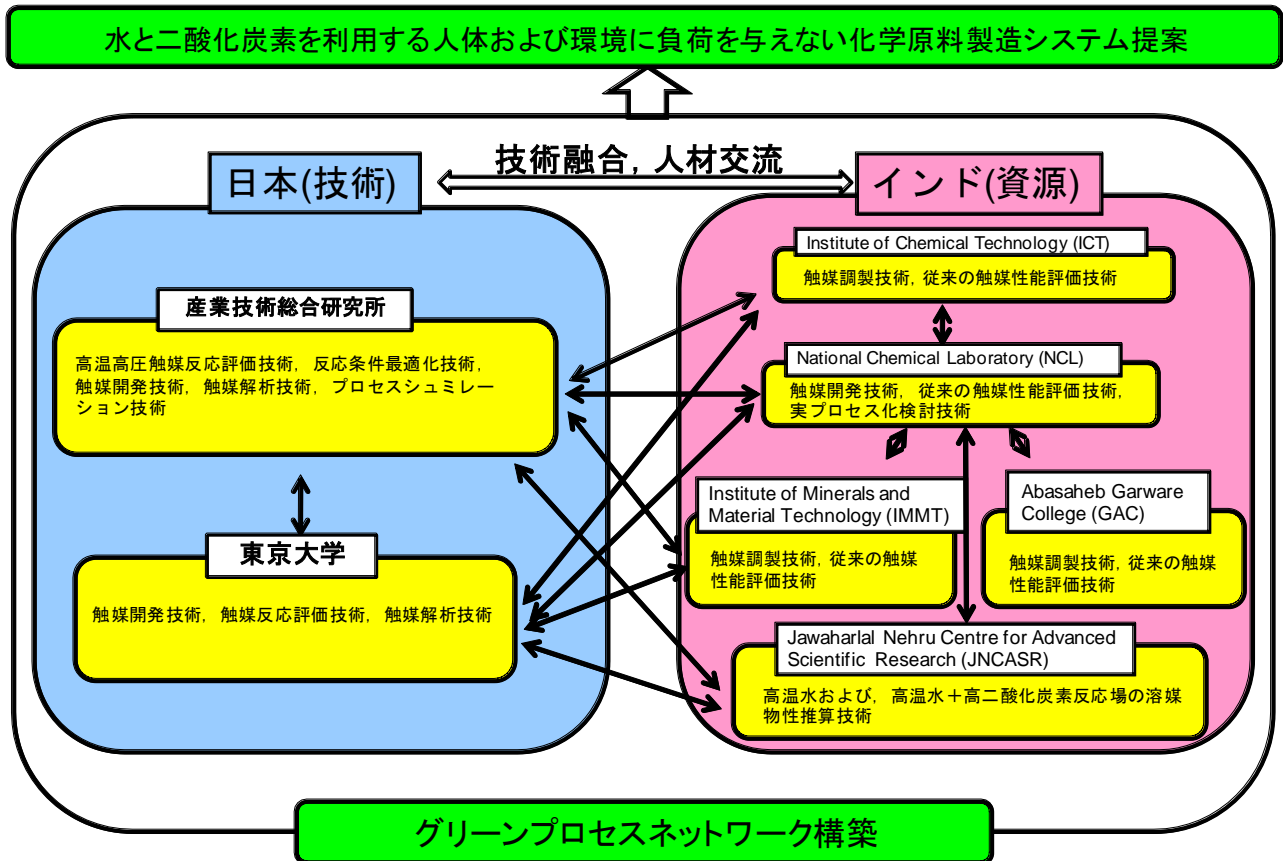 水と二酸化炭素を利用する人体および環境に負荷を与えない化学原料製造システム提案
技術融合，人材交流
日本(技術)
インド(資源)
産業技術総合研究所
高温高圧触媒反応評価技術， 反応条件最適化技術，
触媒開発技術， 触媒解析技術， プロセスシュミレー
ション技術
東京大学
触媒開発技術， 触媒反応評価技術， 触媒解析技術
Institute of Chemical Technology (ICT)
触媒調製技術，従来の触媒性能評価技術
National Chemical Laboratory (NCL)
触媒開発技術， 従来の触媒性能評価技術，
実プロセス化検討技術
Institute of Minerals and
Material Technology (IMMT)
触媒調製技術，従来の触媒
性能評価技術
Abasaheb Garware
College (GAC)
触媒調製技術，従来の触媒
性能評価技術
Jawaharlal Nehru Centre for Advanced
Scientific Research (JNCASR)
高温水および， 高温水＋高二酸化炭素反応場の溶媒
物性推算技術
グリーンプロセスネットワーク構築